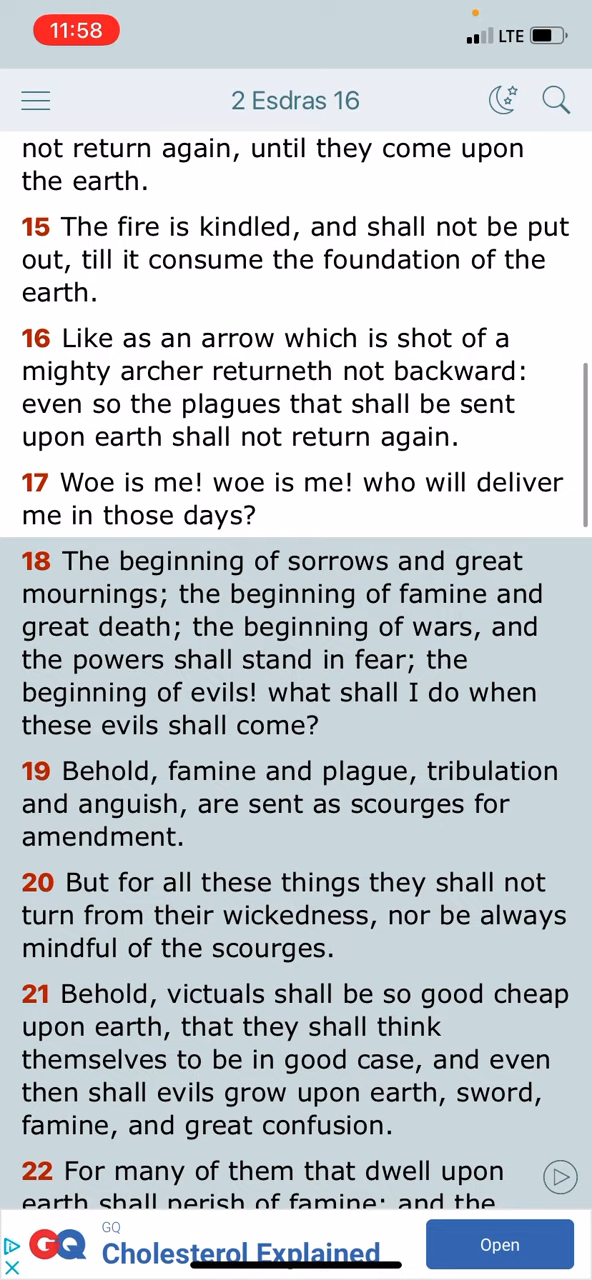 11:58
LTE
2 Esdras 16
not return again, until they come upon
the earth.
15 The fire is kindled, and shall not be put
out, till it consume the foundation of the
earth.
16 Like as an arrow which is shot of a
mighty archer returneth not backward:
even so the plagues that shall be sent
upon earth shall not return again.
17 Woe is me! woe is me! who will deliver
me in those days?
18 The beginning of sorrows and great
mournings; the beginning of famine and
great death; the beginning of wars, and
the powers shall stand in fear; the
beginning of evils! what shall I do when
these evils shall come?
19 Behold, famine and plague, tribulation
and anguish, are sent as scourges for
amendment.
20 But for all these things they shall not
turn from their wickedness, nor be always
mindful of the scourges.
21 Behold, victuals shall be so good cheap
upon earth, that they shall think
themselves to be in good case, and even
then shall evils grow upon earth, sword,
famine, and great confusion.
22 For many of them that dwell upon
earth shall perish of famine; and the
GQ
GQ
Cholesterol Explained
Open